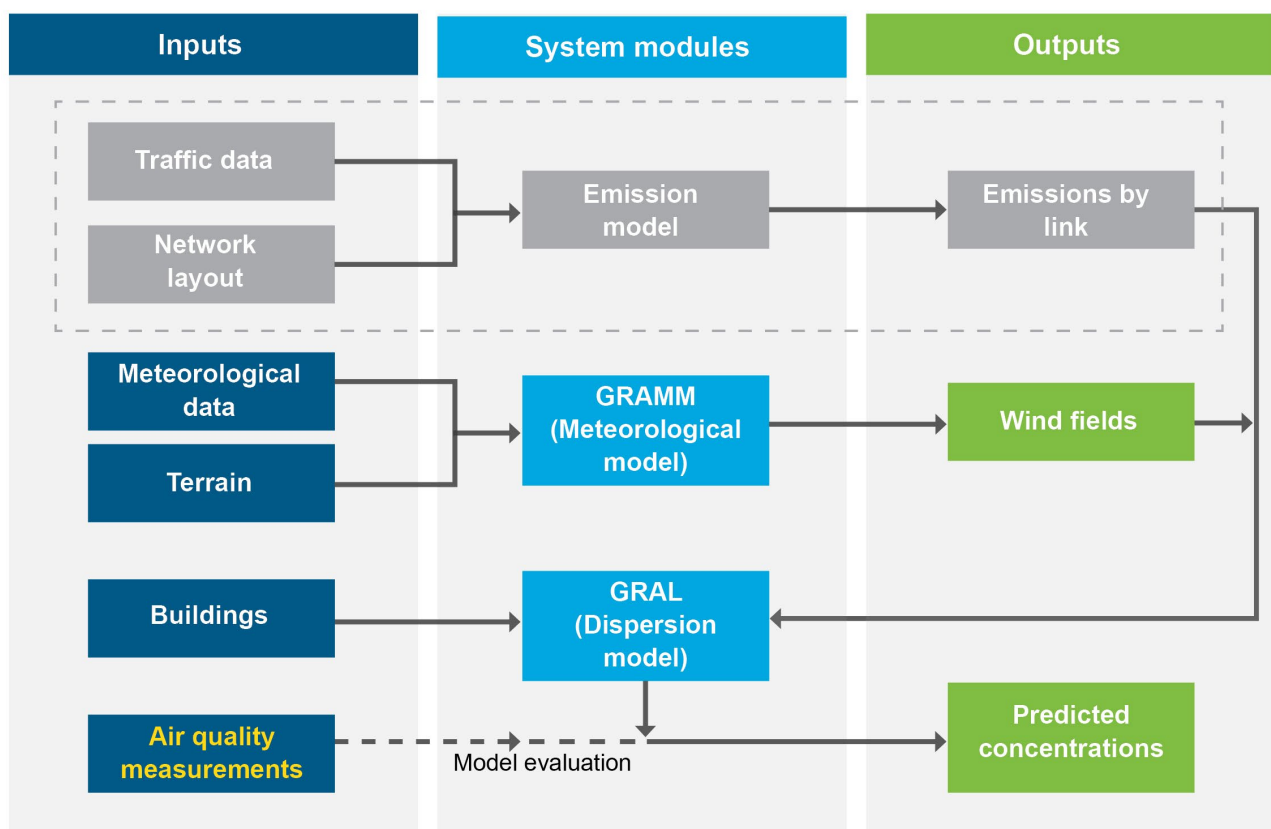 Inputs
System modules
Outputs
Traffic data
Network
layout
Emission
model
Emissions by
link
Meteorological
data
Terrain
GRAMM
(Meteorological
model)
Wind fields
Buildings
GRAL
(Dispersion
model)
Air quality
measurements
Model evaluation
Predicted
concentrations